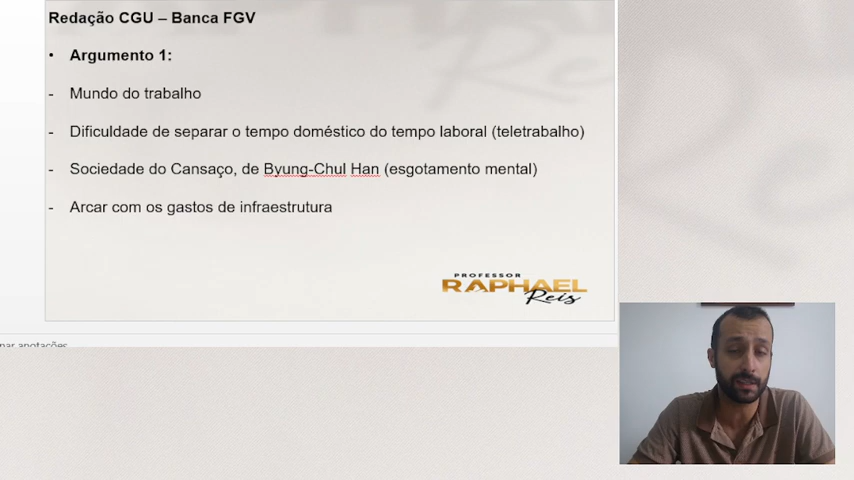 Redação CGU – Banca FGV
• Argumento 1:
- Mundo do trabalho
- Dificuldade de separar o tempo doméstico do tempo laboral (teletrabalho)
- Sociedade do Cansaço, de Byung-Chul Han (esgotamento mental)
- Arcar com os gastos de infraestrutura
PROFESSOR
RAPHAEL
Reis
nar anotações